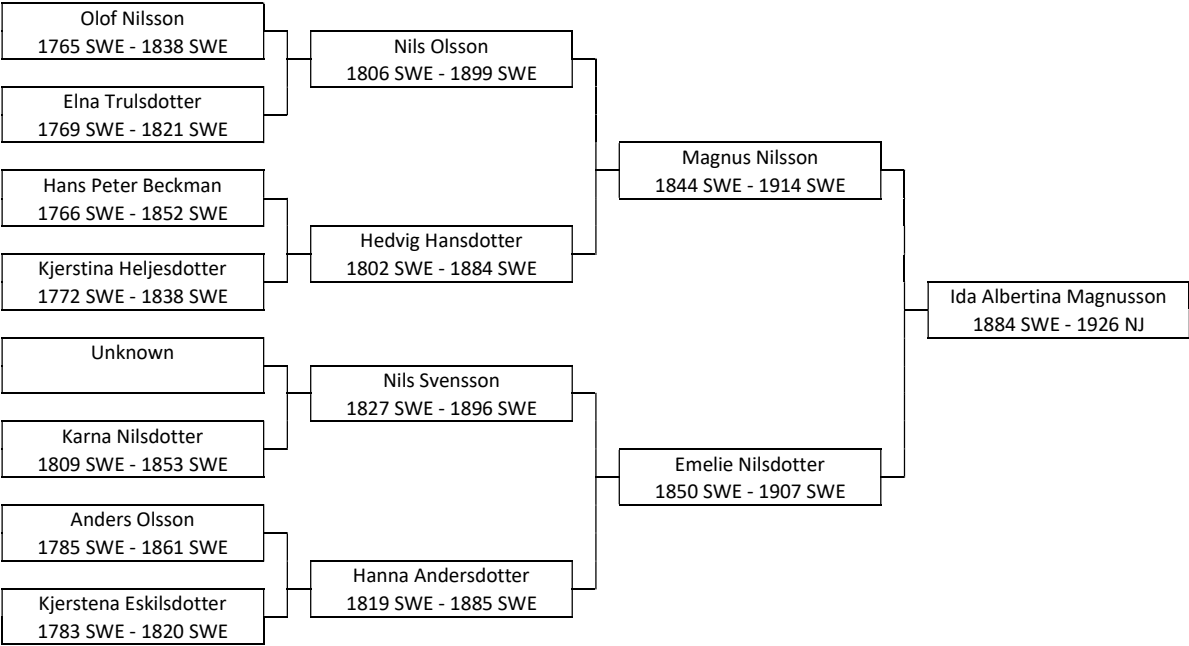 Olof Nilsson
1765 SWE - 1838 SWE
Elna Trulsdotter
1769 SWE - 1821 SWE
Hans Peter Beckman
1766 SWE - 1852 SWE
Kjerstina Heljesdotter
1772 SWE - 1838 SWE
Unknown
Karna Nilsdotter
1809 SWE - 1853 SWE
Anders Olsson
1785 SWE - 1861 SWE
Kjerstena Eskilsdotter
1783 SWE - 1820 SWE
Nils Olsson
1806 SWE - 1899 SWE
Hedvig Hansdotter
1802 SWE - 1884 SWE
Nils Svensson
1827 SWE - 1896 SWE
Hanna Andersdotter
1819 SWE - 1885 SWE
Magnus Nilsson
1844 SWE - 1914 SWE
Emelie Nilsdotter
1850 SWE - 1907 SWE
Ida Albertina Magnusson
1884 SWE - 1926 NJ